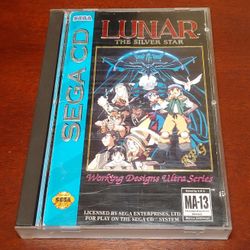 SEGA CD
LUNAR
THE SILVER STAR
RPG
Working Designs Ultra Series
LICENSED BY SEGA ENTERPRISES, LTD.
FOR PLAY ON THE SEGA CD™ SYSTEM.
SEGA
MA-13